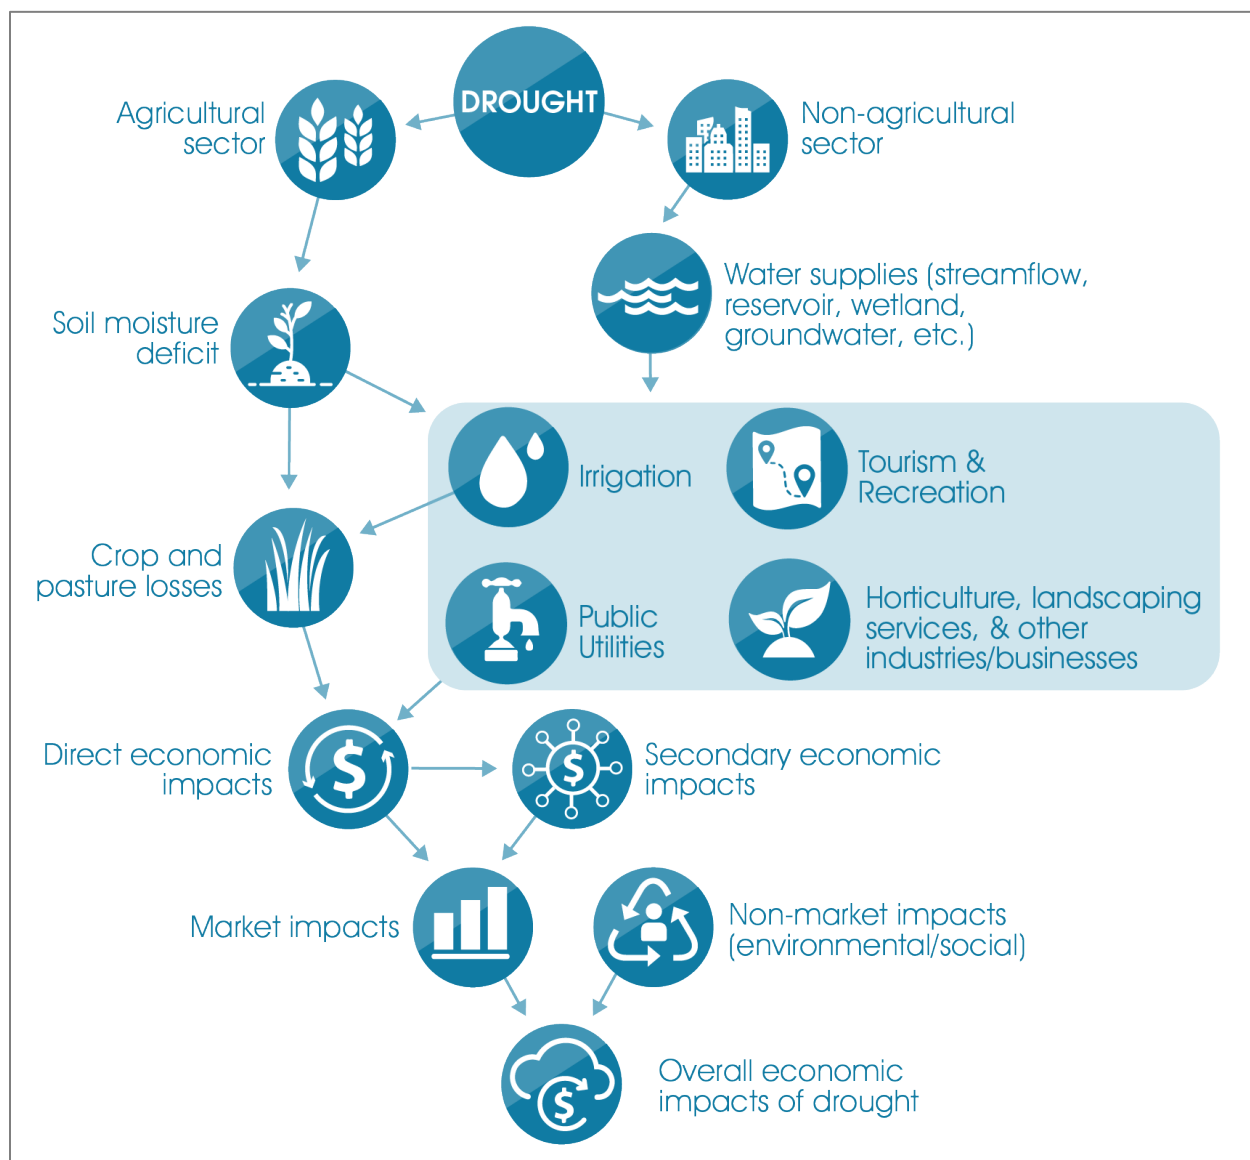 DROUGHT
Agricultural
sector
Non-agricultural
sector
Water supplies (streamflow,
reservoir, wetland,
groundwater, etc.)
Soil moisture
deficit
Irrigation
Tourism &
Recreation
Crop and
pasture losses
Public
Utilities
Horticulture, landscaping
services, & other
industries/businesses
Direct economic
impacts
$
Secondary economic
impacts
$
Market impacts
Non-market impacts
(environmental/social)
Overall economic
impacts of drought
$